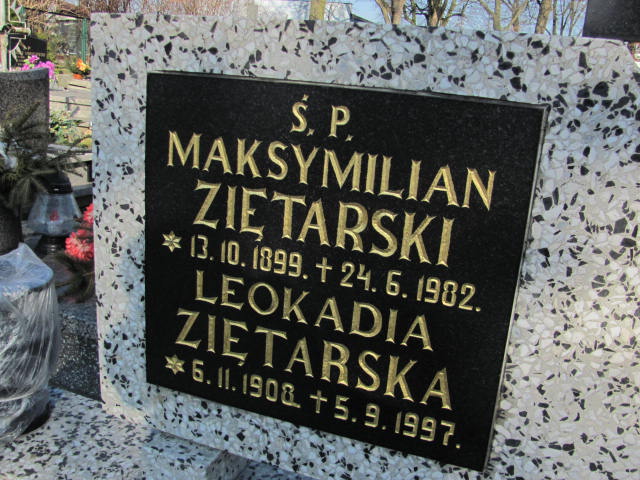 Ś. P.
MAKSYMILIAN
ZIĘTARSKI
* 13.10.1899. + 24.6.1982.
LEOKADIA
ZIĘTARSKA
* 6.11.1908. + 5.9.1997.